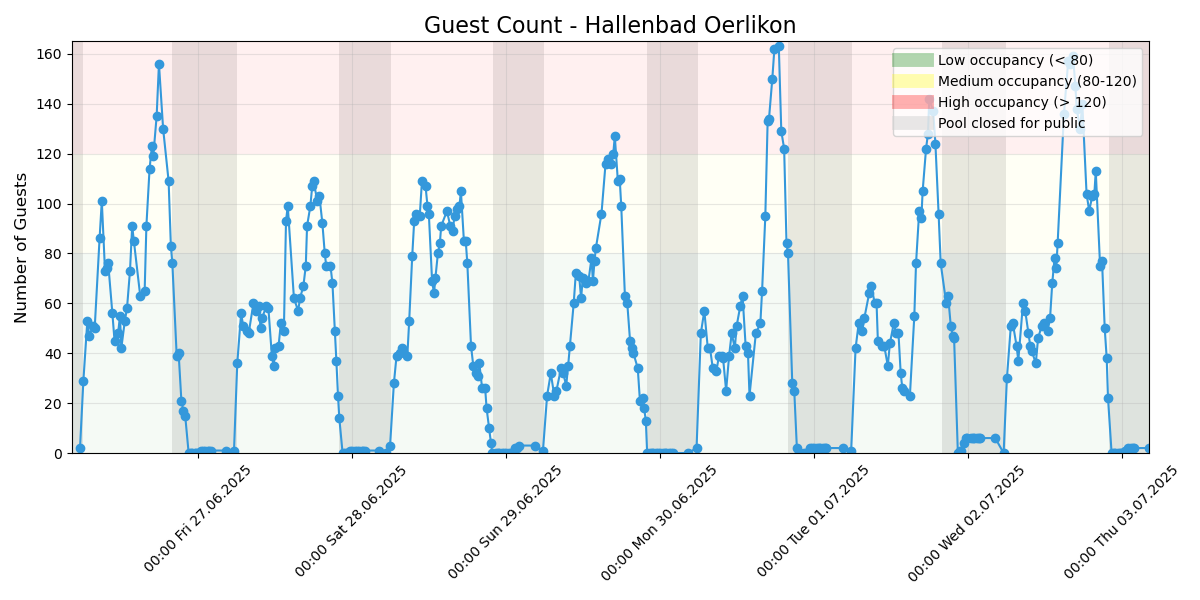 Guest Count - Hallenbad Oerlikon
Number of Guests
160
140
120
100
80
60
40
20
0
Low occupancy (< 80)
Medium occupancy (80-120)
High occupancy (> 120)
Pool closed for public
00:00 Fri 27.06.2025
00:00 Sat 28.06.2025
00:00 Sun 29.06.2025
00:00 Mon 30.06.2025
00:00 Tue 01.07.2025
00:00 Wed 02.07.2025
00:00 Thu 03.07.2025